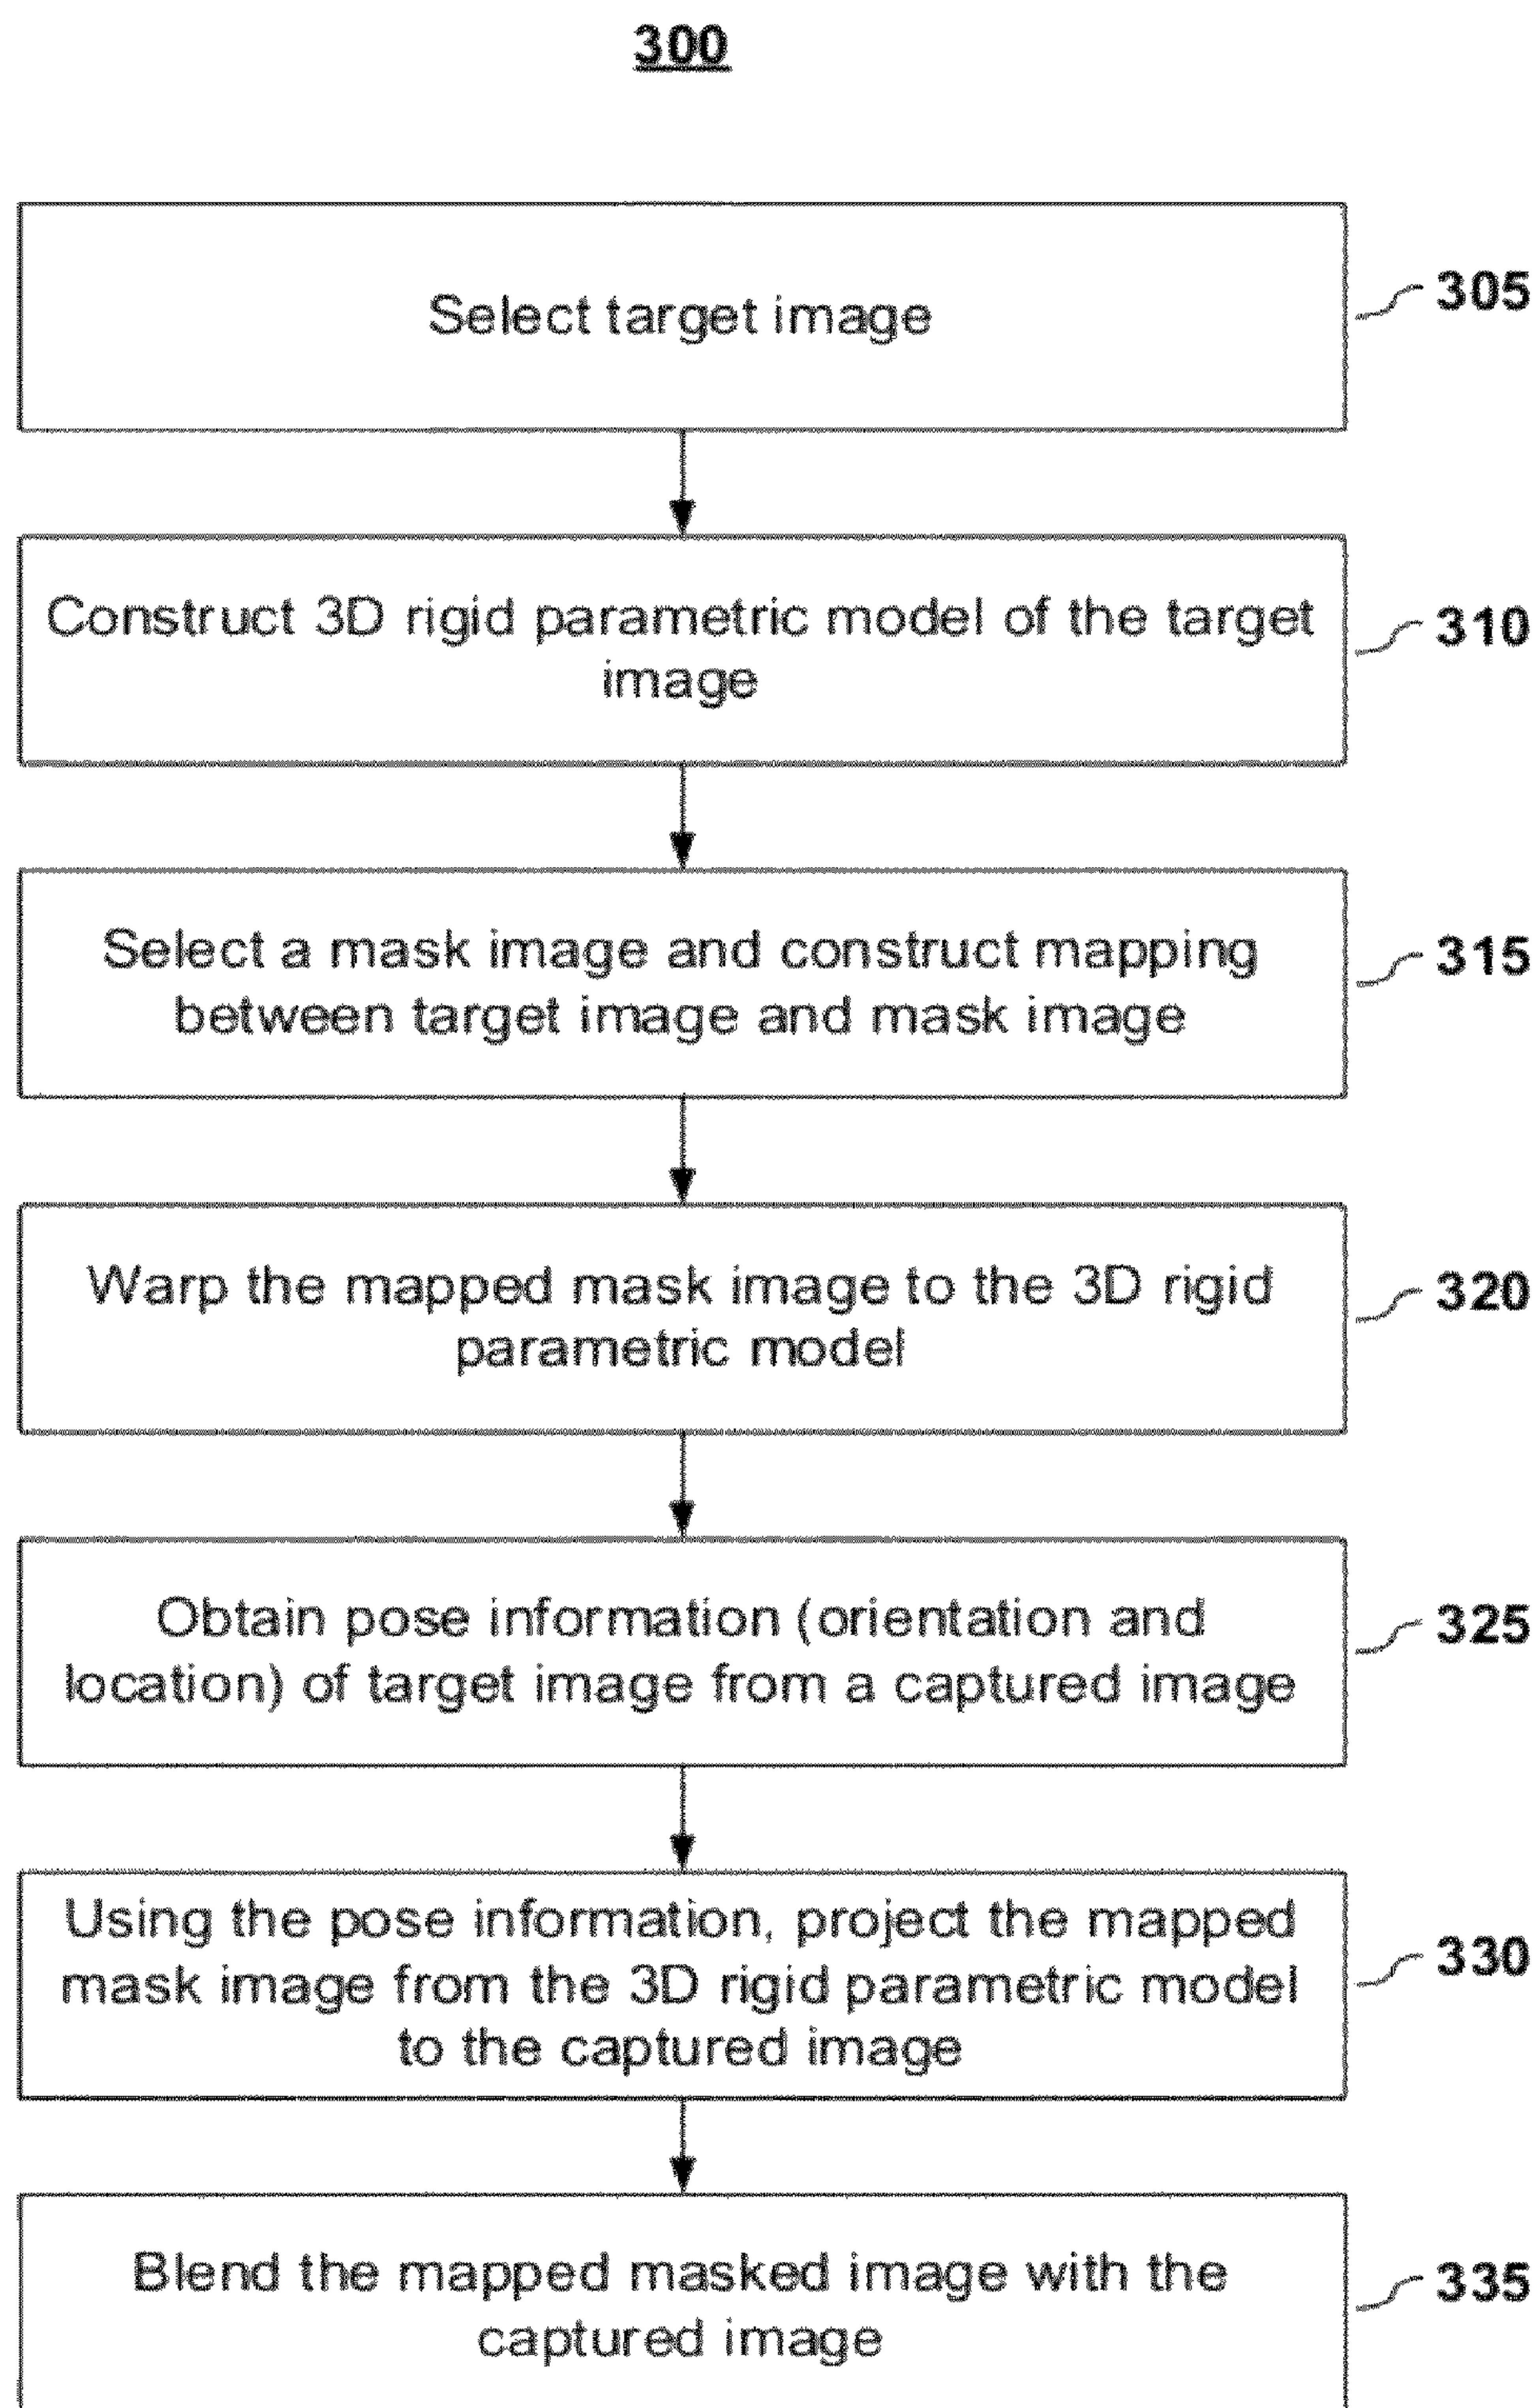 300
Select target image
305
Construct 3D rigid parametric model of the target
image
310
Select a mask image and construct mapping
between target image and mask image
315
Warp the mapped mask image to the 3D rigid
parametric model
320
Obtain pose information (orientation and
location) of target image from a captured image
325
Using the pose information, project the mapped
mask image from the 3D rigid parametric model
to the captured image
330
Blend the mapped masked image with the
captured image
335